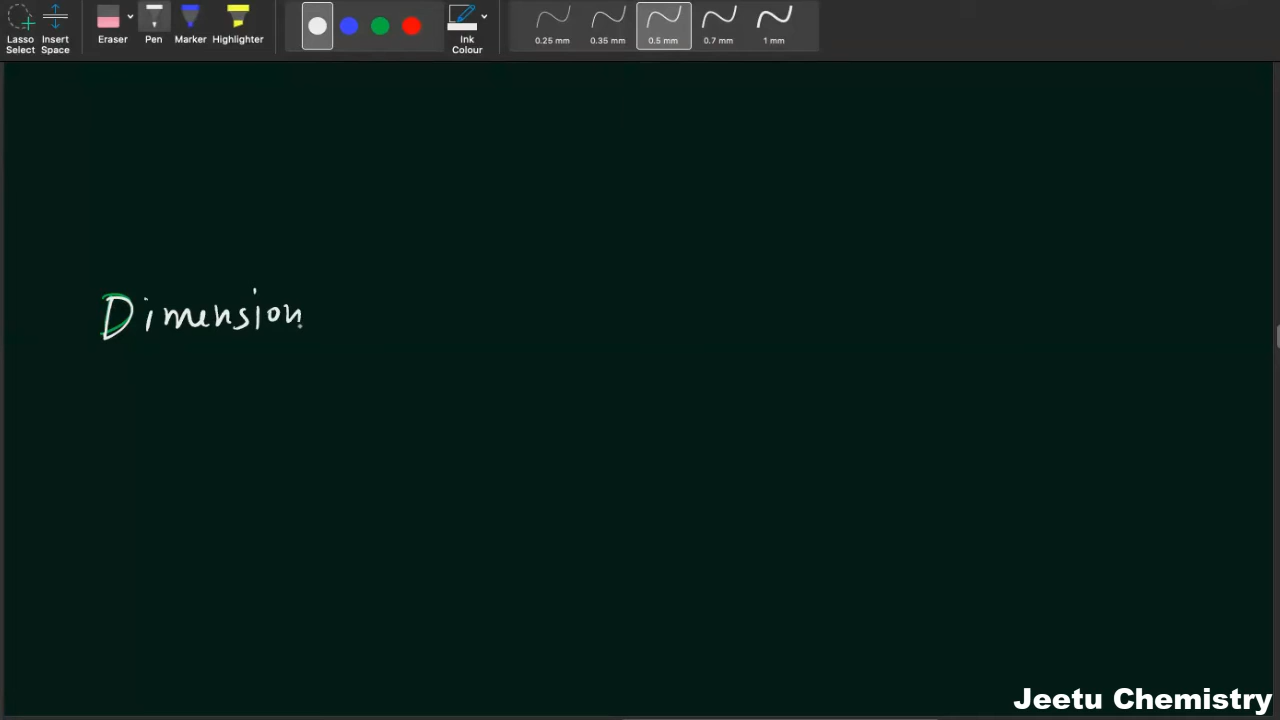 Lasso Select Insert Space Eraser Pen Marker Highlighter Ink Colour 0.25 mm 0.35 mm 0.5 mm 0.7 mm 1 mm
Dimension
Jeetu Chemistry